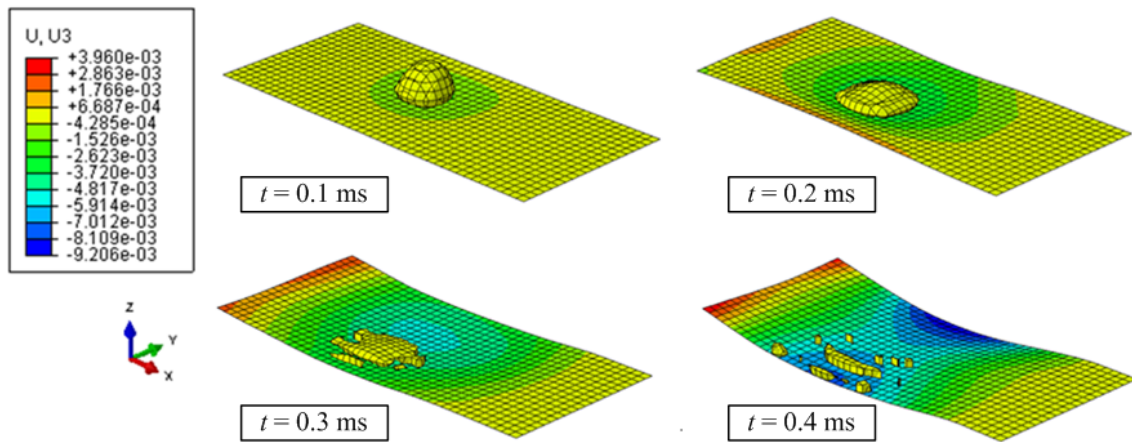 U, U3
+3.960e-03
+2.863e-03
+1.766e-03
+6.687e-04
-4.285e-04
-1.526e-03
-2.623e-03
-3.720e-03
-4.817e-03
-5.914e-03
-7.012e-03
-8.109e-03
-9.206e-03
t = 0.1 ms
t = 0.2 ms
Z
Y
X
t = 0.3 ms
t = 0.4 ms